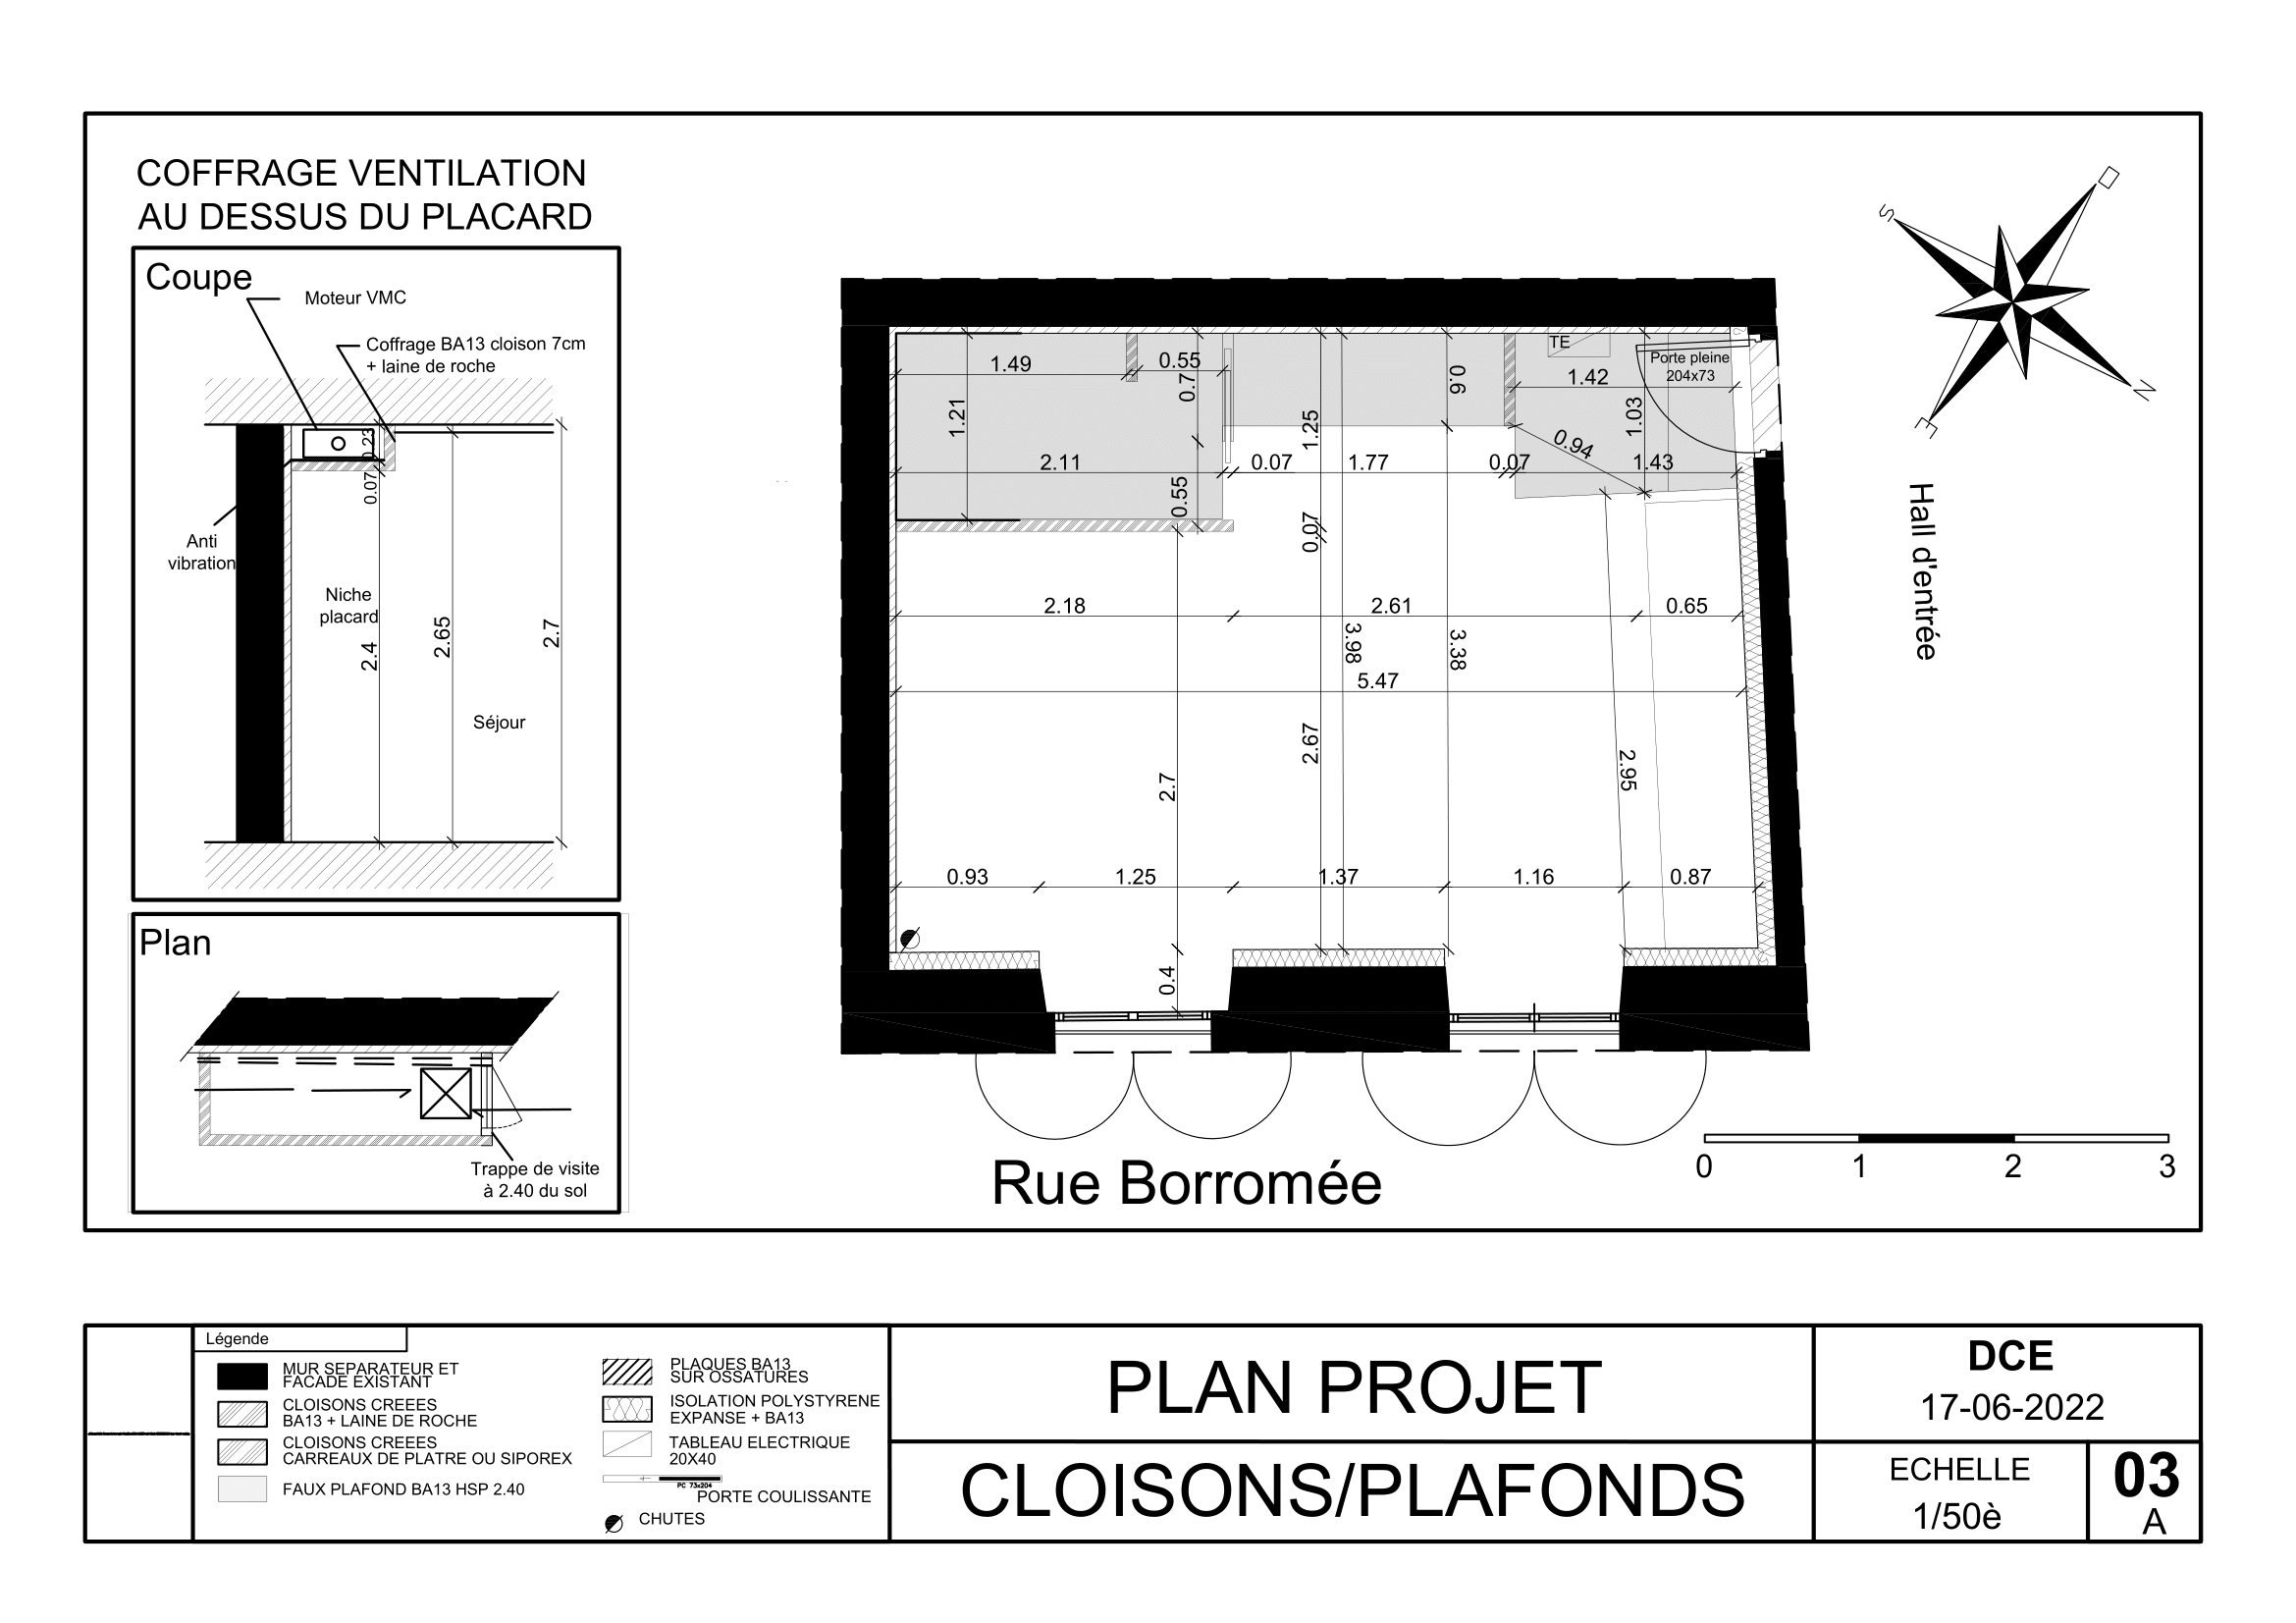 COFFRAGE VENTILATION
AU DESSUS DU PLACARD
Coupe
Moteur VMC
Coffrage BA13 cloison 7cm
+ laine de roche
0.23
0.07
Anti
vibration
Niche
placard
2.4
2.65
2.7
Séjour
Plan
Trappe de visite
à 2.40 du sol
S
O
N
E
TE
Porte pleine
204x73
1.49
0.55
0.7
0.6
1.42
1.21
1.25
1.03
0.94
2.11
0.07
1.77
0.07
1.43
0.55
0.07
2.18
2.61
0.65
3.98
3.38
5.47
2.67
2.7
2.95
0.93
1.25
1.37
1.16
0.87
0.4
Hall d'entrée
Rue Borromée
0 1 2 3
Légende
MUR SEPARATEUR ET
FACADE EXISTANT
CLOISONS CREEES
BA13 + LAINE DE ROCHE
CLOISONS CREEES
CARREAUX DE PLATRE OU SIPOREX
FAUX PLAFOND BA13 HSP 2.40
PLAQUES BA13
SUR OSSATURES
ISOLATION POLYSTYRENE
EXPANSE + BA13
TABLEAU ELECTRIQUE
20X40
PC 73x204
PORTE COULISSANTE
CHUTES
PLAN PROJET
CLOISONS/PLAFONDS
DCE
17-06-2022
ECHELLE
1/50è
03
A